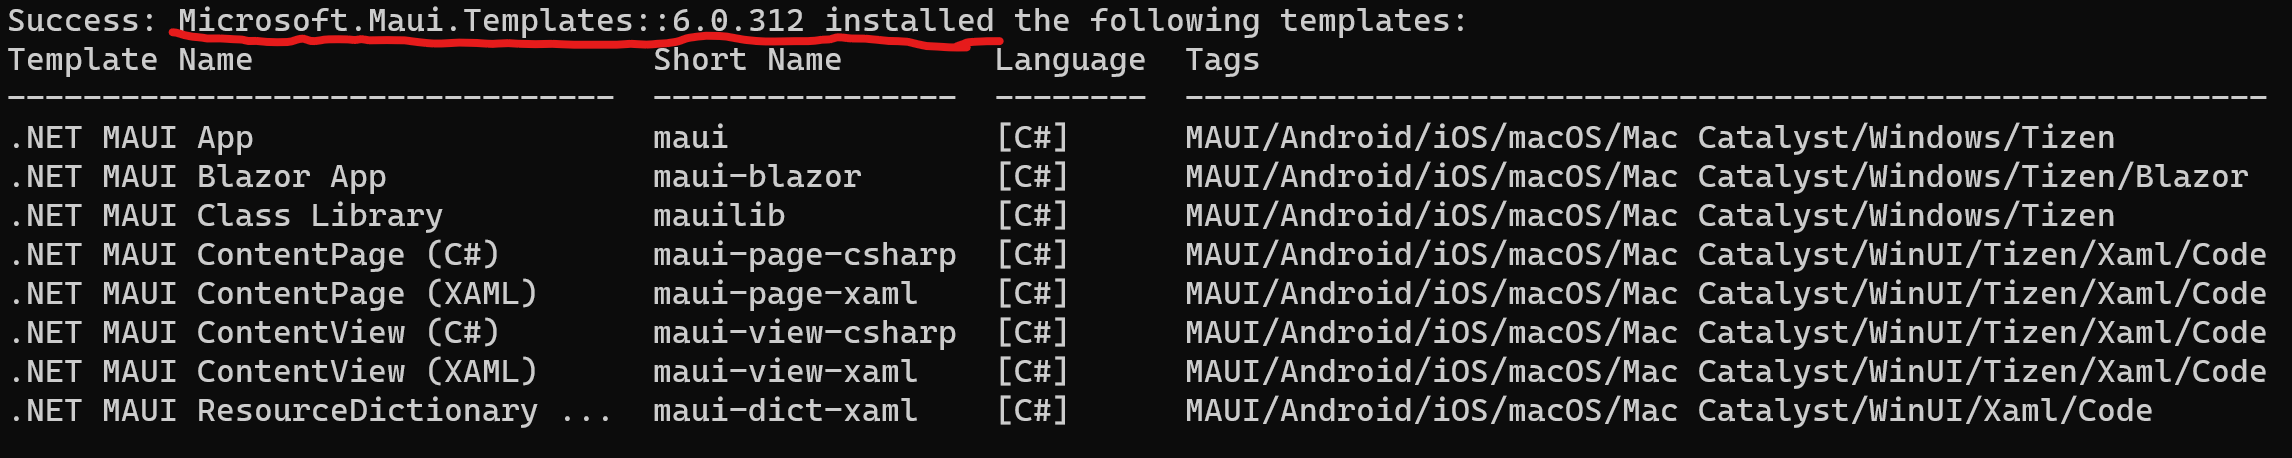 Success: Microsoft.Maui.Templates::6.0.312 installed the following templates:
Template Name                     Short Name        Language  Tags
--------------------------------  ----------------  --------  ---------------------------------------------------------
.NET MAUI App                     maui              [C#]      MAUI/Android/iOS/macOS/Mac Catalyst/Windows/Tizen
.NET MAUI Blazor App              maui-blazor       [C#]      MAUI/Android/iOS/macOS/Mac Catalyst/Windows/Tizen/Blazor
.NET MAUI Class Library           mauilib           [C#]      MAUI/Android/iOS/macOS/Mac Catalyst/Windows/Tizen
.NET MAUI ContentPage (C#)        maui-page-csharp  [C#]      MAUI/Android/iOS/macOS/Mac Catalyst/WinUI/Tizen/Xaml/Code
.NET MAUI ContentPage (XAML)      maui-page-xaml    [C#]      MAUI/Android/iOS/macOS/Mac Catalyst/WinUI/Tizen/Xaml/Code
.NET MAUI ContentView (C#)        maui-view-csharp  [C#]      MAUI/Android/iOS/macOS/Mac Catalyst/WinUI/Tizen/Xaml/Code
.NET MAUI ContentView (XAML)      maui-view-xaml    [C#]      MAUI/Android/iOS/macOS/Mac Catalyst/WinUI/Tizen/Xaml/Code
.NET MAUI ResourceDictionary ...  maui-dict-xaml    [C#]      MAUI/Android/iOS/macOS/Mac Catalyst/WinUI/Xaml/Code